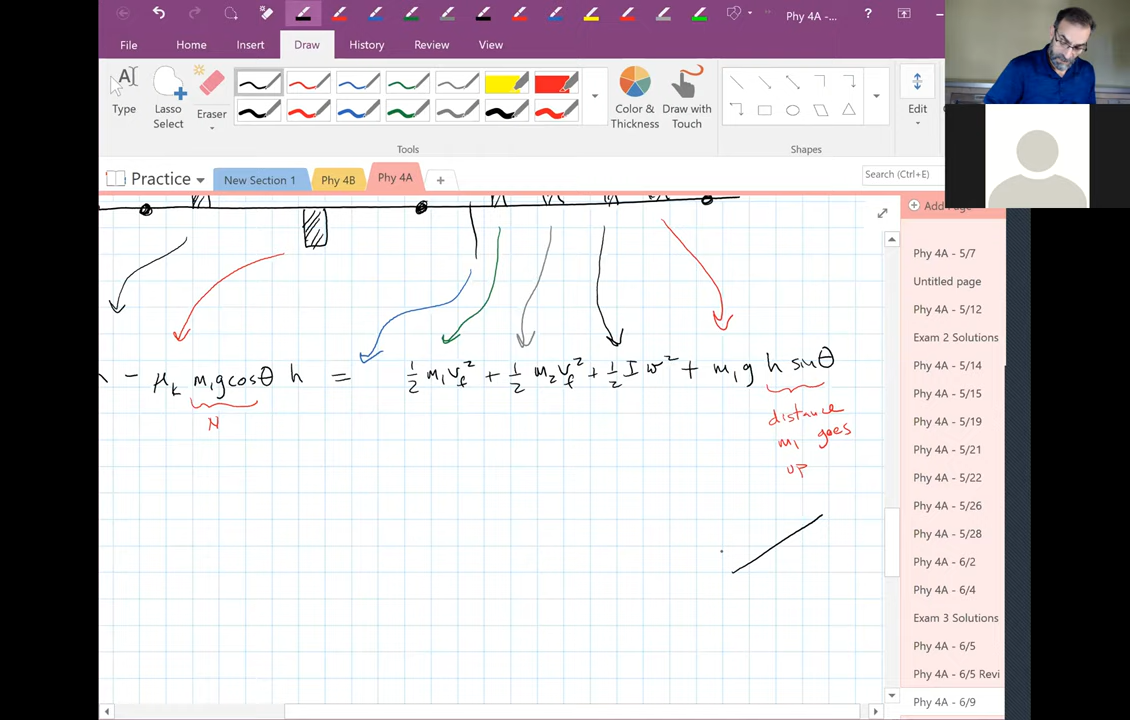 Phy 4A -...
?
File
Home
Insert
Draw
History
Review
View
Type
Lasso
Select
Eraser
Color &
Thickness
Draw with
Touch
Edit
Tools
Shapes
Practice
New Section 1
Phy 4B
Phy 4A
+
Search (Ctrl+E)
Add Page
Phy 4A - 5/7
Untitled page
Phy 4A - 5/12
Exam 2 Solutions
Phy 4A - 5/14
Phy 4A - 5/15
Phy 4A - 5/19
Phy 4A - 5/21
Phy 4A - 5/22
Phy 4A - 5/26
Phy 4A - 5/28
Phy 4A - 6/2
Phy 4A - 6/4
Exam 3 Solutions
Phy 4A - 6/5
Phy 4A - 6/5 Revi
Phy 4A - 6/9
- μk m1gcosθ h = 1/2 m1vf² + 1/2 m2vf² + 1/2 Iw² + m1g h sinθ
N
distance
m1 goes
up